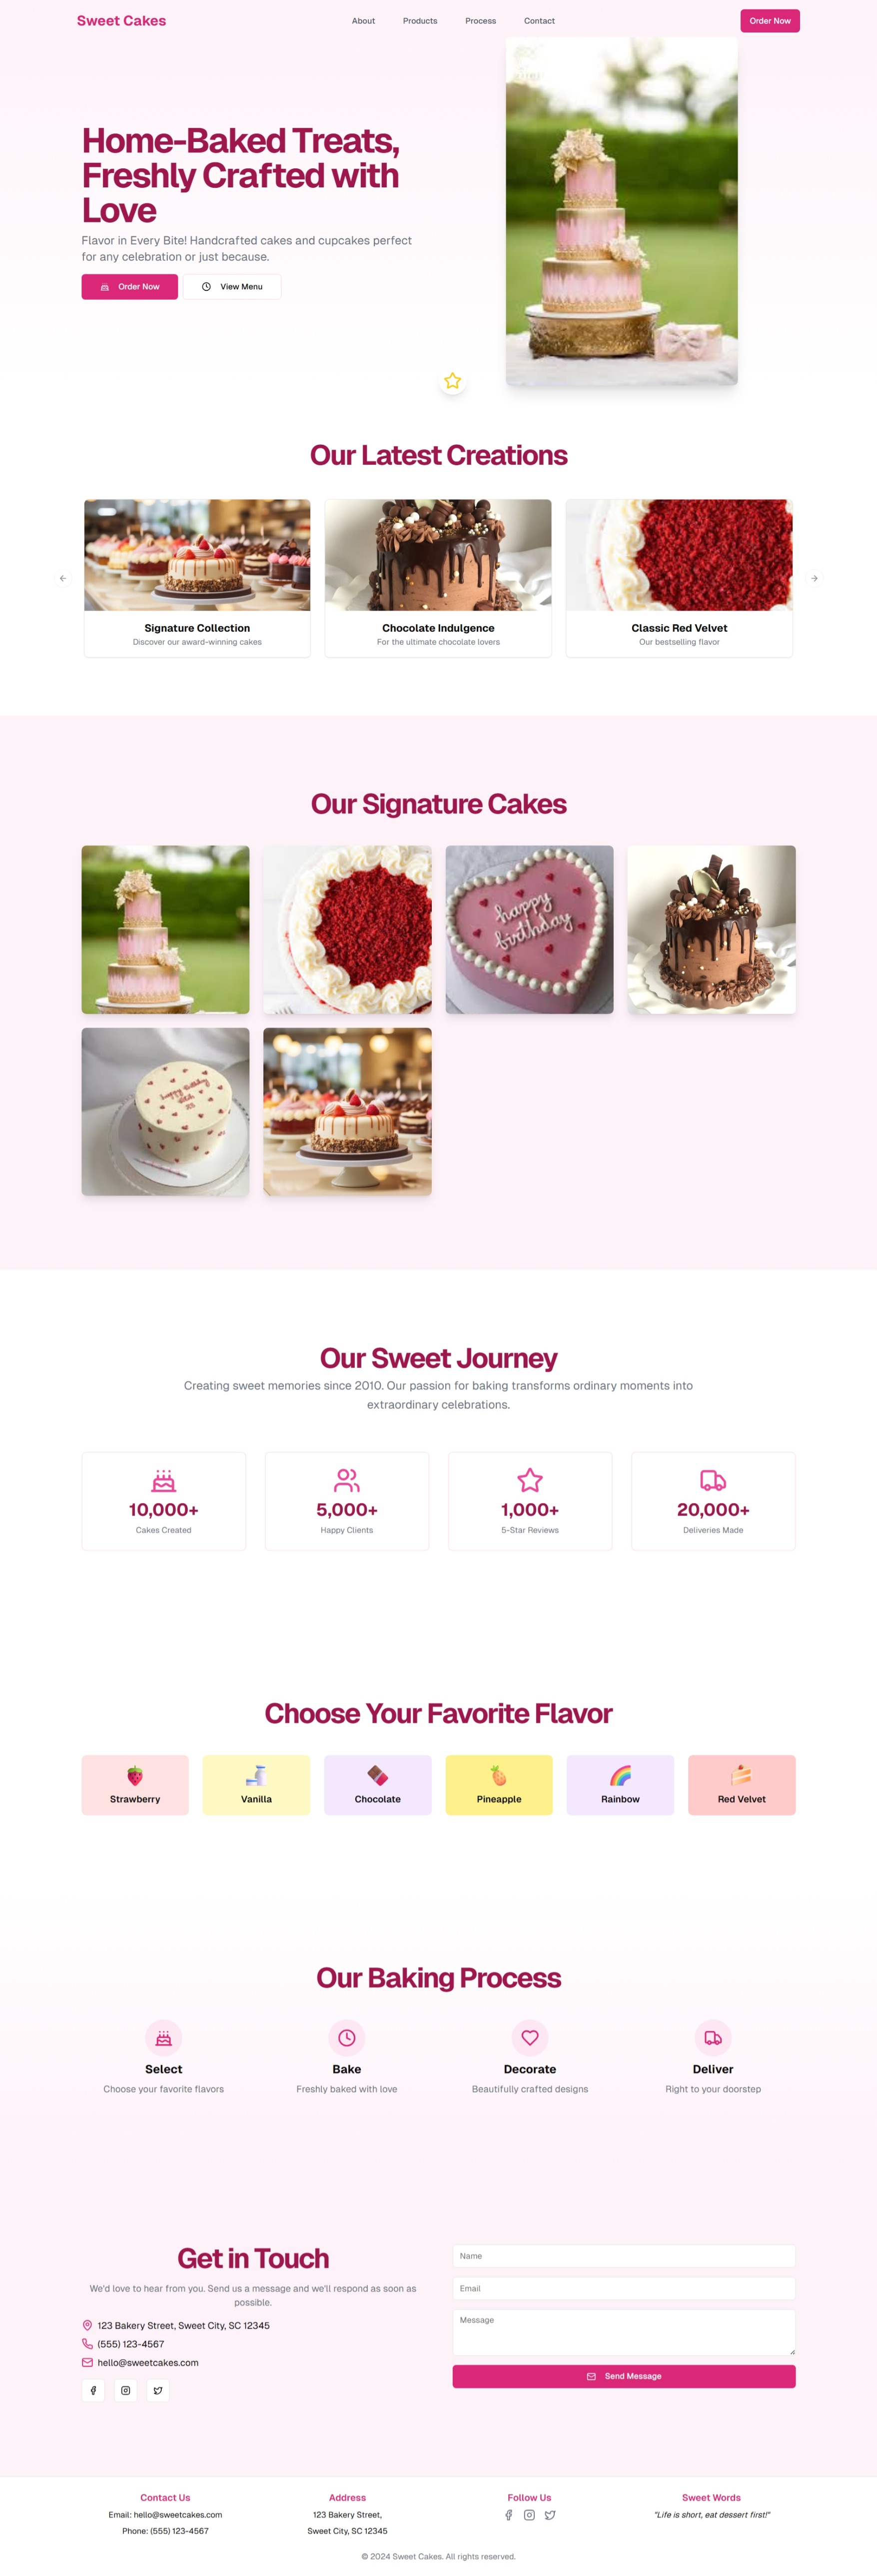 Sweet Cakes
About
Products
Process
Contact
Order Now
Home-Baked Treats,
Freshly Crafted with
Love
Flavor in Every Bite! Handcrafted cakes and cupcakes perfect
for any celebration or just because.
Order Now
View Menu
Our Latest Creations
Signature Collection
Discover our award-winning cakes
Chocolate Indulgence
For the ultimate chocolate lovers
Classic Red Velvet
Our bestselling flavor
Our Signature Cakes
happy
birthday
Our Sweet Journey
Creating sweet memories since 2010. Our passion for baking transforms ordinary moments into
extraordinary celebrations.
10,000+
Cakes Created
5,000+
Happy Clients
1,000+
5-Star Reviews
20,000+
Deliveries Made
Choose Your Favorite Flavor
Strawberry
Vanilla
Chocolate
Pineapple
Rainbow
Red Velvet
Our Baking Process
Select
Choose your favorite flavors
Bake
Freshly baked with love
Decorate
Beautifully crafted designs
Deliver
Right to your doorstep
Get in Touch
We'd love to hear from you. Send us a message and we'll respond as soon as
possible.
123 Bakery Street, Sweet City, SC 12345
(555) 123-4567
hello@sweetcakes.com
Name
Email
Message
Send Message
Contact Us
Email: hello@sweetcakes.com
Phone: (555) 123-4567
Address
123 Bakery Street,
Sweet City, SC 12345
Follow Us
Sweet Words
"Life is short, eat dessert first!"
© 2024 Sweet Cakes. All rights reserved.